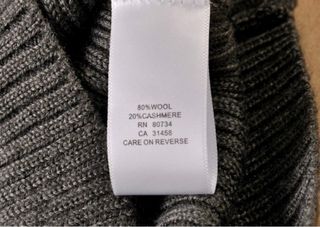 80%WOOL
20%CASHMERE
RN 80734
CA 31458
CARE ON REVERSE